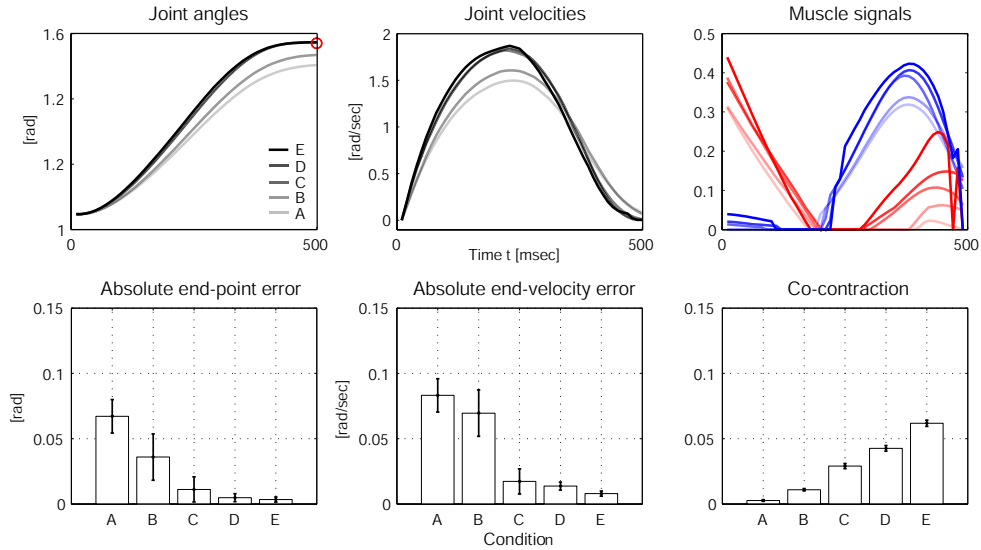 Joint angles
1.6
1.2
1.2
1
[rad]
E
D
C
B
A
0
500
Joint velocities
2
1.5
1
0.5
0
[rad/sec]
0
500
Time t [msec]
Muscle signals
0.5
0.4
0.3
0.2
0.1
0
0
500
Absolute end-point error
0.15
0.1
0.05
0
[rad]
A B C D E
Absolute end-velocity error
0.15
0.1
0.05
0
[rad/sec]
A B C D E
Condition
Co-contraction
0.15
0.1
0.05
0
A B C D E